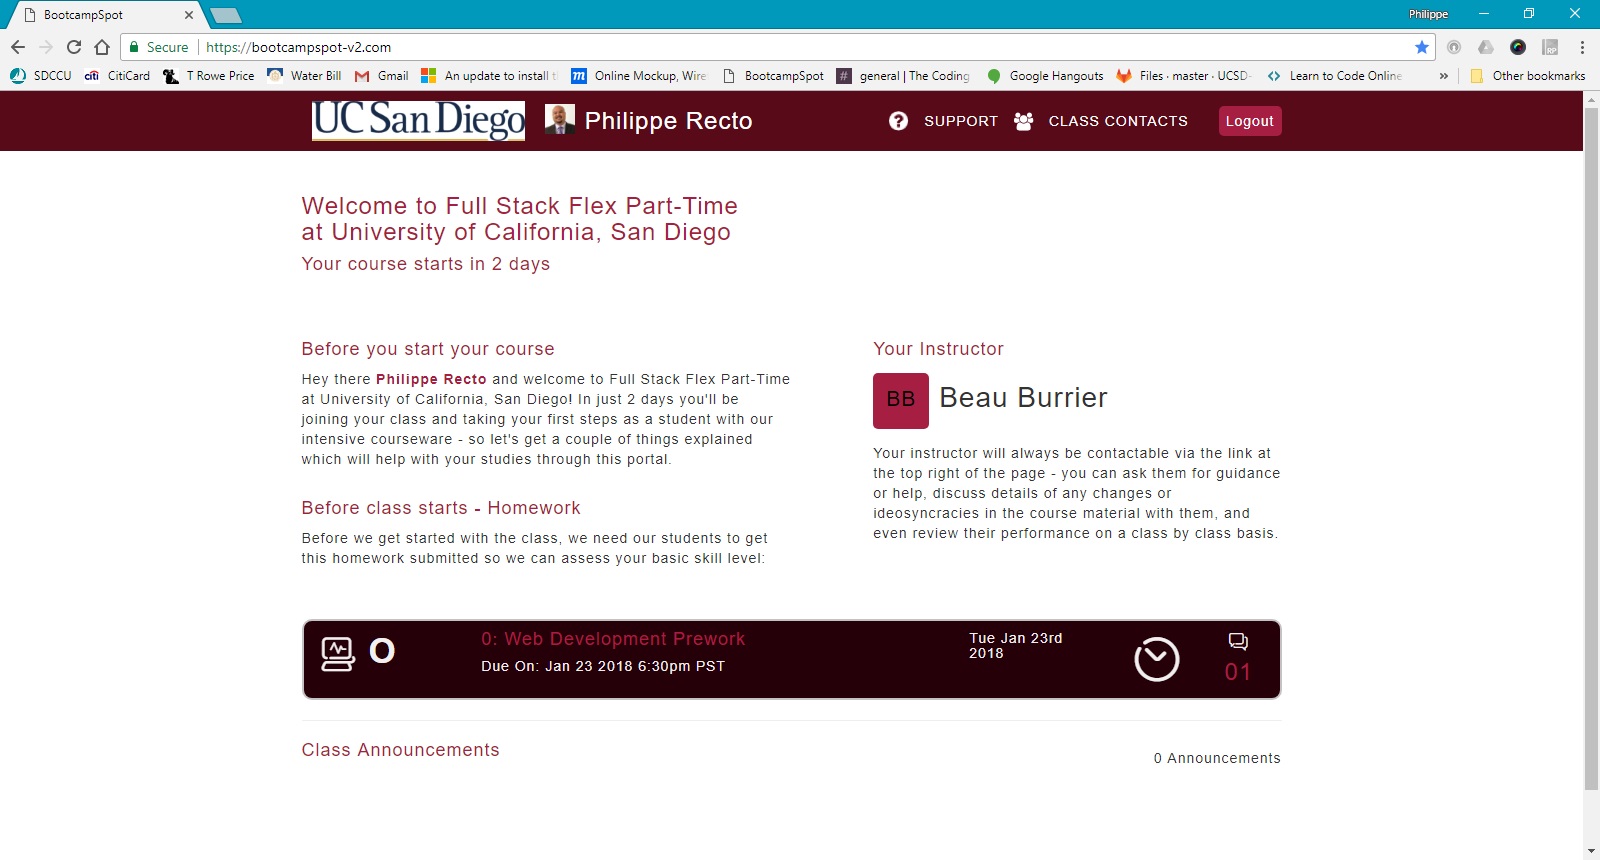 BootcampSpot
Philippe
Secure https://bootcampspot-v2.com
SDCCU citi CitiCard T Rowe Price Water Bill Gmail An update to install t m Online Mockup, Wire BootcampSpot # general | The Coding Google Hangouts Files · master · UCSD- Learn to Code Online » Other bookmarks
UC San Diego Philippe Recto ? SUPPORT CLASS CONTACTS Logout
Welcome to Full Stack Flex Part-Time
at University of California, San Diego
Your course starts in 2 days
Before you start your course
Hey there Philippe Recto and welcome to Full Stack Flex Part-Time
at University of California, San Diego! In just 2 days you'll be
joining your class and taking your first steps as a student with our
intensive courseware - so let's get a couple of things explained
which will help with your studies through this portal.
Before class starts - Homework
Before we get started with the class, we need our students to get
this homework submitted so we can assess your basic skill level:
Your Instructor
BB Beau Burrier
Your instructor will always be contactable via the link at
the top right of the page - you can ask them for guidance
or help, discuss details of any changes or
ideosyncracies in the course material with them, and
even review their performance on a class by class basis.
O
0: Web Development Prework
Due On: Jan 23 2018 6:30pm PST
Tue Jan 23rd
2018
01
Class Announcements
0 Announcements